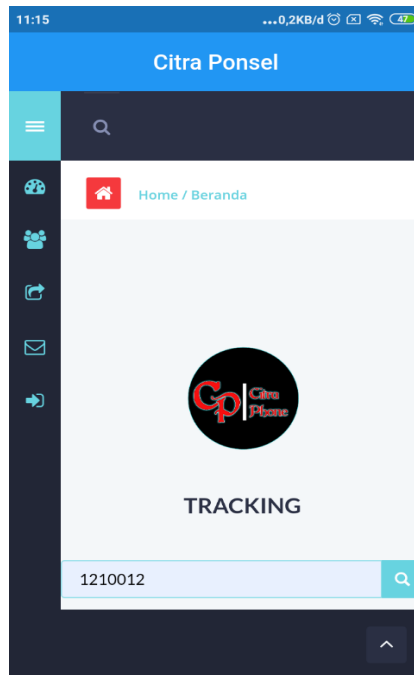 11:15 ...0,2KB/d 47
Citra Ponsel
Home / Beranda
CP Citra
Phone
TRACKING
1210012